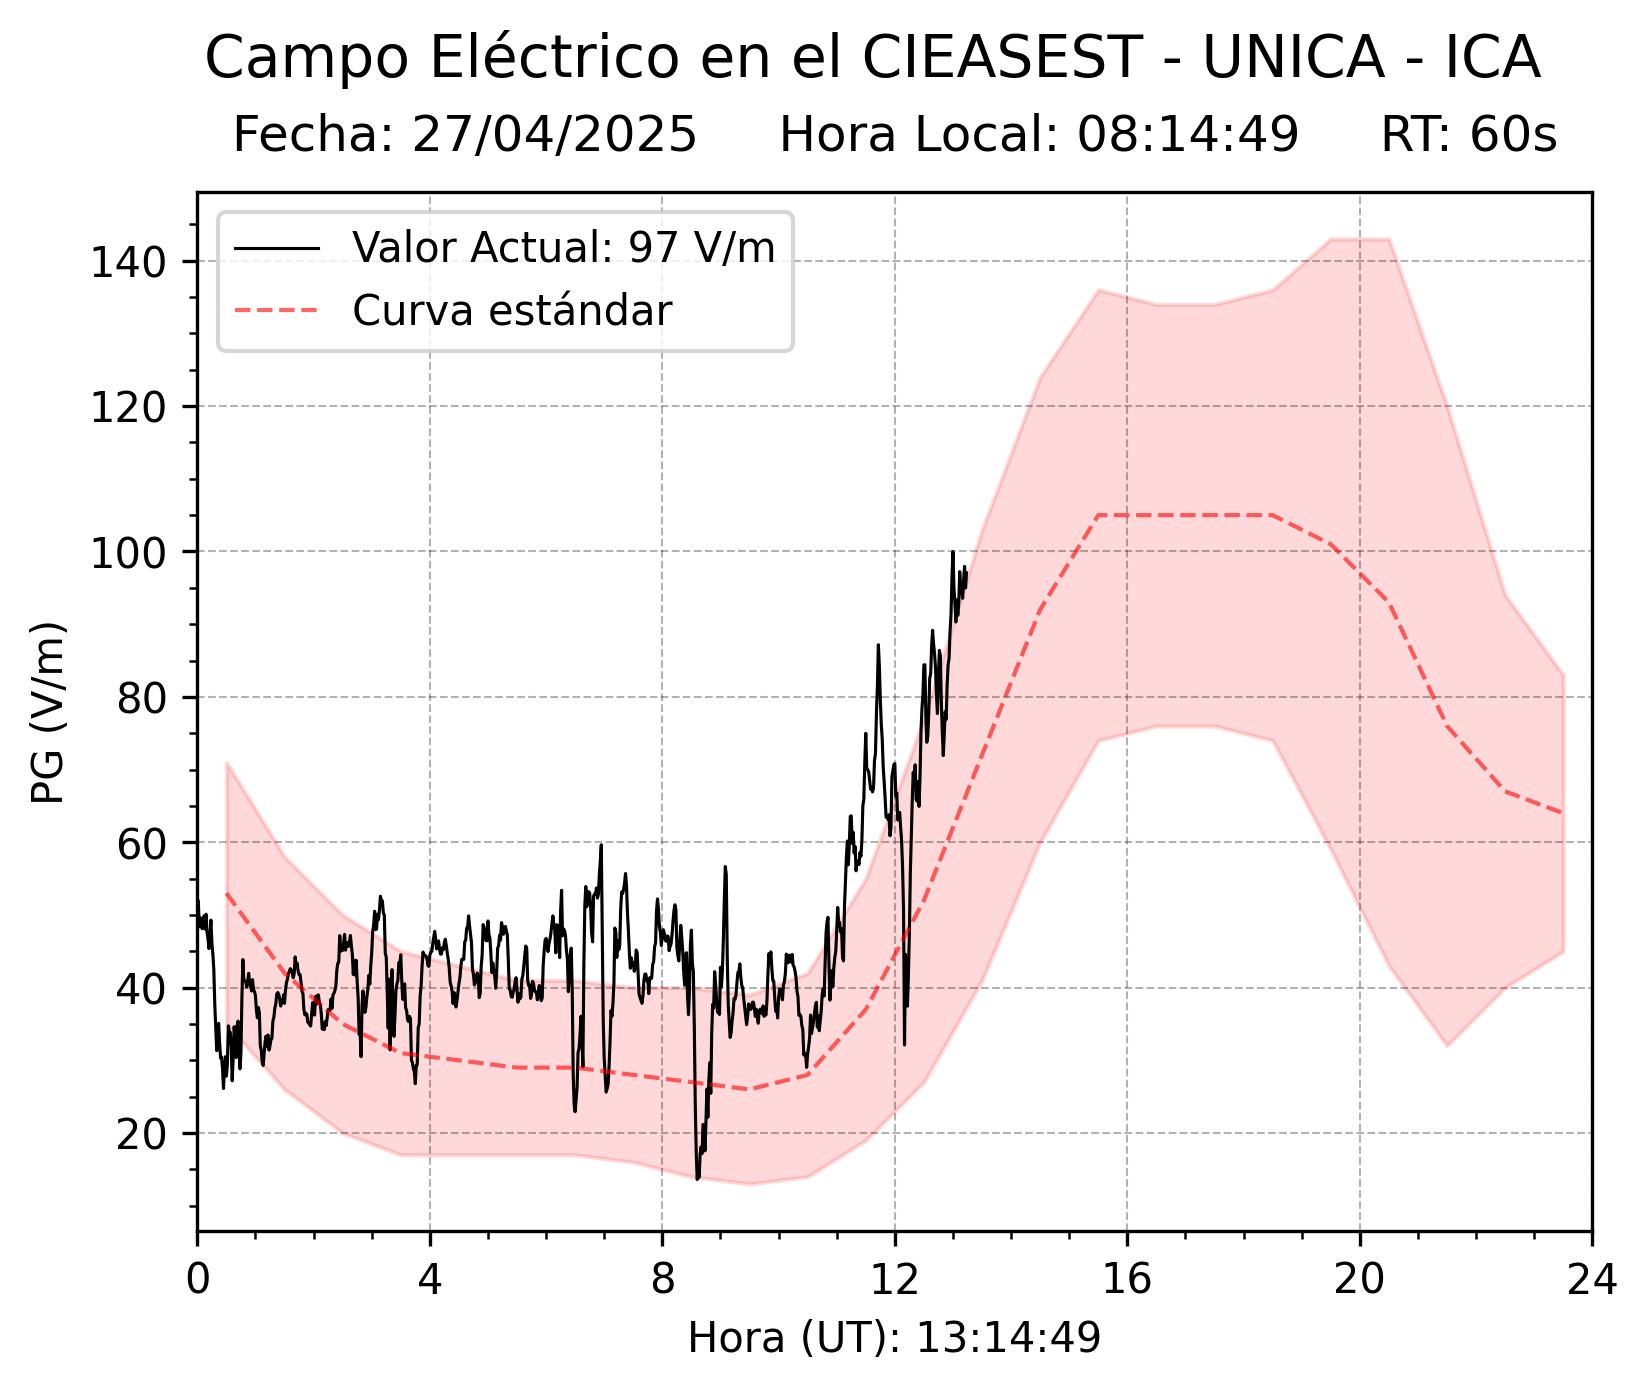 Campo Eléctrico en el CIEASEST - UNICA - ICA
Fecha: 27/04/2025 Hora Local: 08:14:49 RT: 60s
Valor Actual: 97 V/m
Curva estándar
140
120
100
80
60
40
20
PG (V/m)
0 4 8 12 16 20 24
Hora (UT): 13:14:49